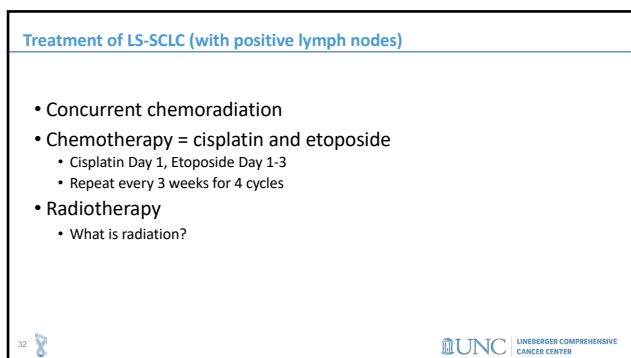 Treatment of LS-SCLC (with positive lymph nodes)
• Concurrent chemoradiation
• Chemotherapy = cisplatin and etoposide
• Cisplatin Day 1, Etoposide Day 1-3
• Repeat every 3 weeks for 4 cycles
• Radiotherapy
• What is radiation?
32
UNC
LINEBERGER COMPREHENSIVE
CANCER CENTER